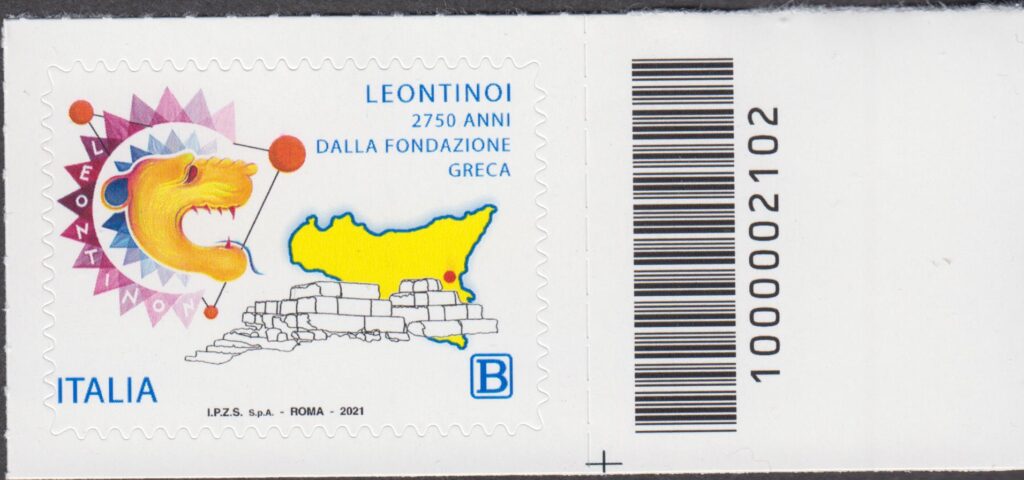 LEONTINOI
2750 ANNI
DALLA FONDAZIONE
GRECA
LEONTINON
ITALIA
B
I.P.Z.S. S.p.A. - ROMA - 2021
1000002102